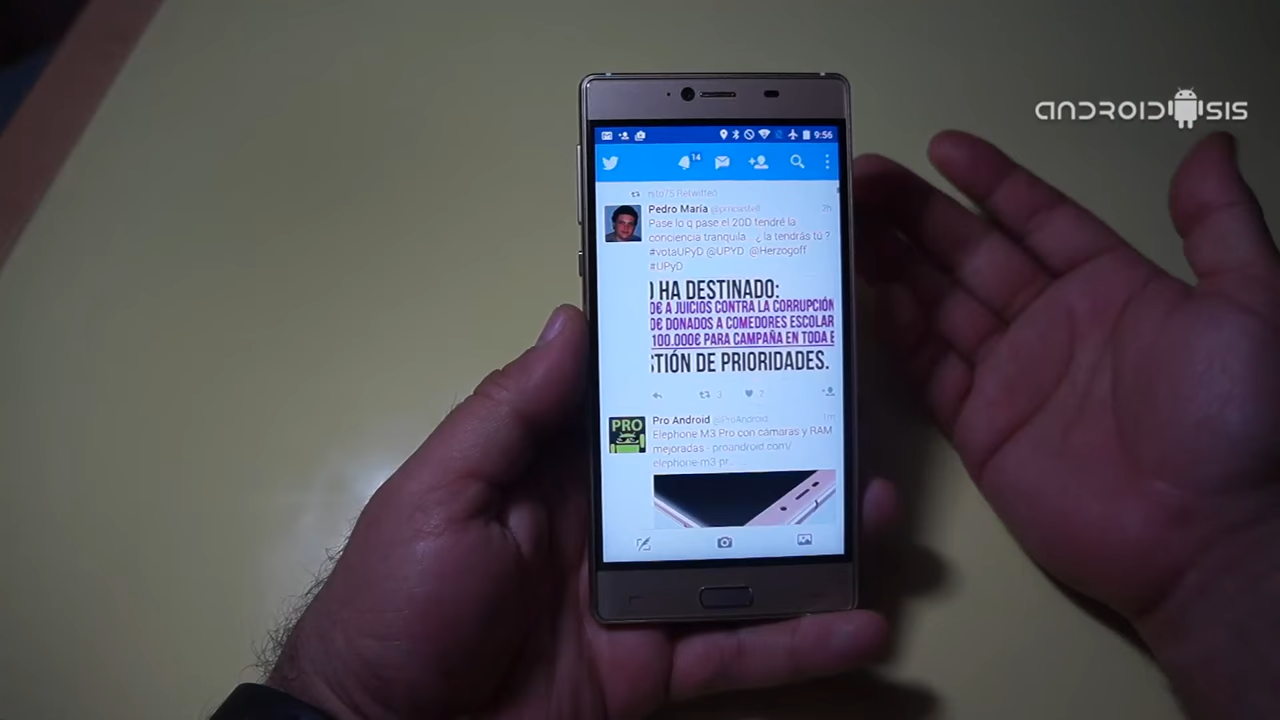 ANDROIDSIS
9:56
14
nito75 Retwitteó
Pedro María 2h
Pase lo q pase el 20D tendré la
conciencia tranquila ¿ la tendrás tú ?
#votaUPyD @UPYD @Herzogoff
#UPyD
O HA DESTINADO:
0€ A JUICIOS CONTRA LA CORRUPCIÓN
0€ DONADOS A COMEDORES ESCOLAR
100.000€ PARA CAMPAÑA EN TODA E
STIÓN DE PRIORIDADES.
3 7
PRO
Pro Android @ProAndroid 1m
Elephone M3 Pro con cámaras y RAM
mejoradas - proandroid.com/
elephone m3 pr...